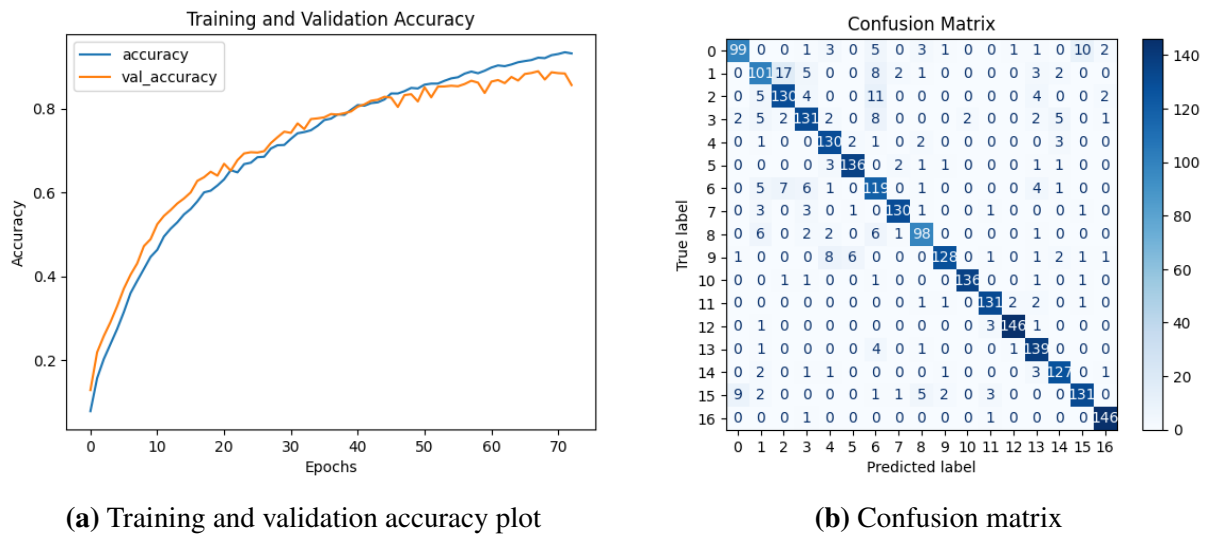 Training and Validation Accuracy
accuracy
val_accuracy
0.8
0.6
0.4
0.2
Accuracy
0 10 20 30 40 50 60 70
Epochs
(a) Training and validation accuracy plot
Confusion Matrix
True label
0 99 0 0 1 3 0 5 0 3 1 0 0 1 1 0 10 2
1 0 101 17 5 0 0 8 2 1 0 0 0 0 3 2 0 0
2 0 5 130 4 0 0 11 0 0 0 0 0 0 4 0 0 2
3 2 5 2 131 2 0 8 0 0 0 2 0 0 2 5 0 1
4 0 1 0 0 130 2 1 0 2 0 0 0 0 0 3 0 0
5 0 0 0 0 3 136 0 2 1 1 0 0 0 0 0 1 0
6 0 5 7 6 1 0 119 0 1 0 0 0 0 4 1 0 0
7 0 3 0 3 0 1 0 130 1 0 0 1 0 0 0 1 0
8 0 6 0 2 2 0 6 1 98 0 0 0 0 1 0 0 0
9 1 0 0 0 8 6 0 0 0 128 0 1 0 1 2 1 1
10 0 0 1 1 0 0 1 0 0 0 136 0 0 0 0 1 0
11 0 0 0 0 0 0 0 0 1 1 0 131 2 2 0 1 0
12 0 1 0 0 0 0 0 0 0 0 0 3 146 1 0 0 0
13 0 1 0 0 0 0 4 0 1 0 0 0 1 139 0 0 0
14 0 2 0 1 1 0 0 0 0 1 0 0 0 3 127 0 1
15 9 2 0 0 0 0 1 1 5 2 0 3 0 0 0 131 0
16 0 0 0 1 0 0 0 0 0 0 0 1 0 0 0 0 146
0 1 2 3 4 5 6 7 8 9 10 11 12 13 14 15 16
Predicted label
140
120
100
80
60
40
20
0
(b) Confusion matrix